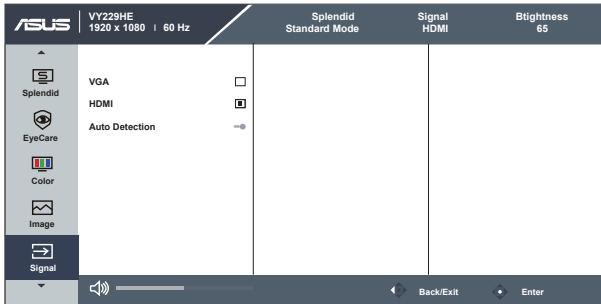 ASUS
VY229HE
1920 x 1080 | 60 Hz
Splendid
Standard Mode
Signal
HDMI
Btightness
65
Splendid
EyeCare
Color
Image
Signal
VGA
HDMI
Auto Detection
Back/Exit
Enter